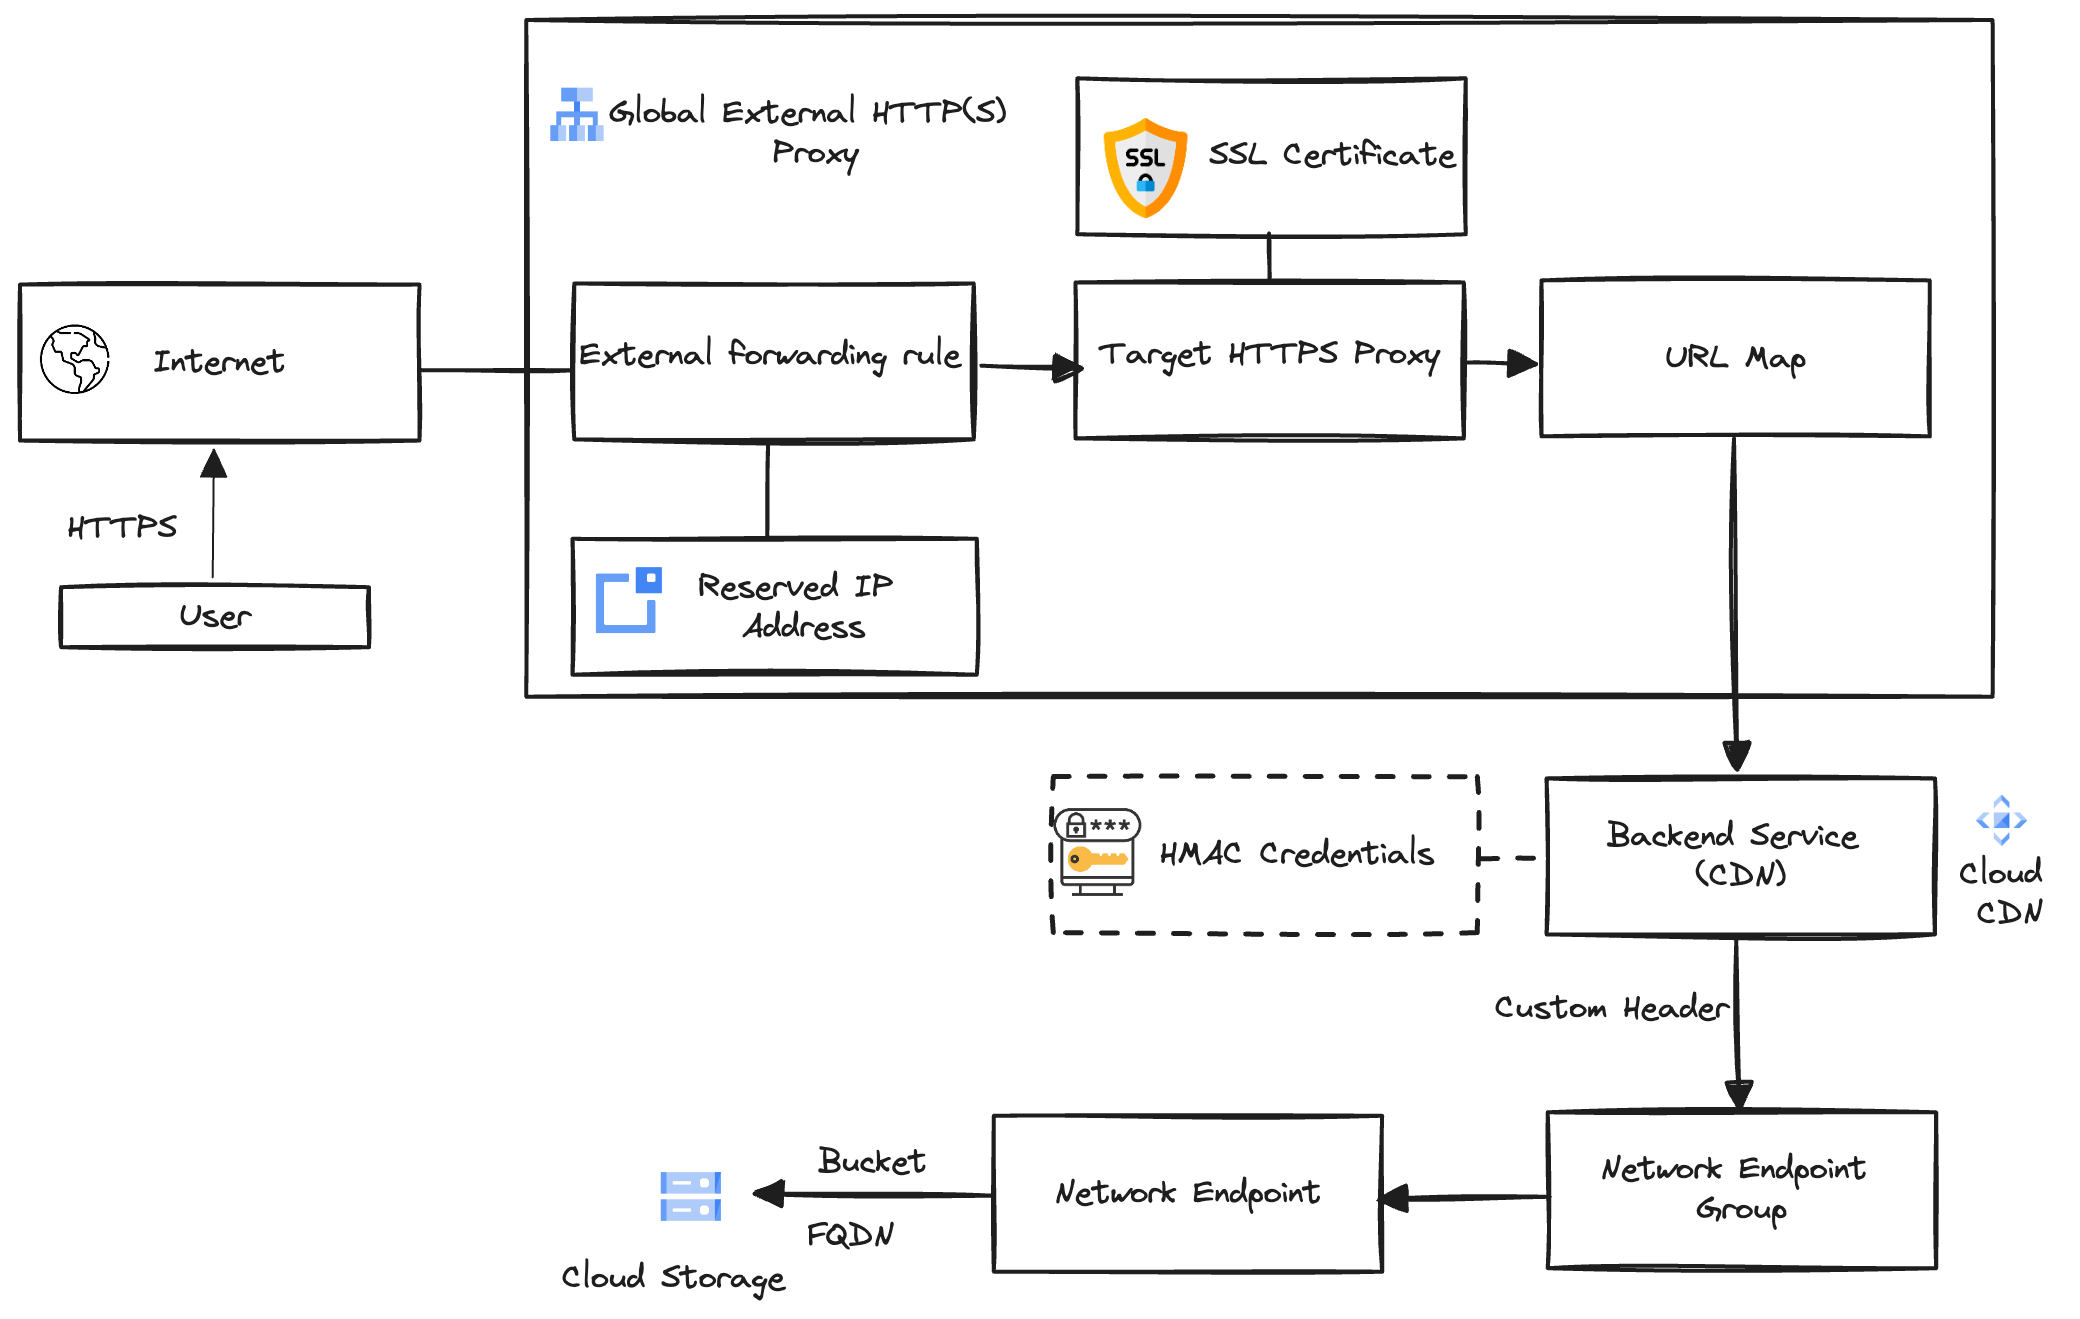 Global External HTTP(S)
Proxy
SSL
SSL Certificate
Internet
External forwarding rule
Target HTTPS Proxy
URL Map
HTTPS
User
Reserved IP
Address
***
HMAC Credentials
Backend Service
(CDN)
Cloud
CDN
Custom Header
Network Endpoint
Group
Network Endpoint
Bucket
FQDN
Cloud Storage